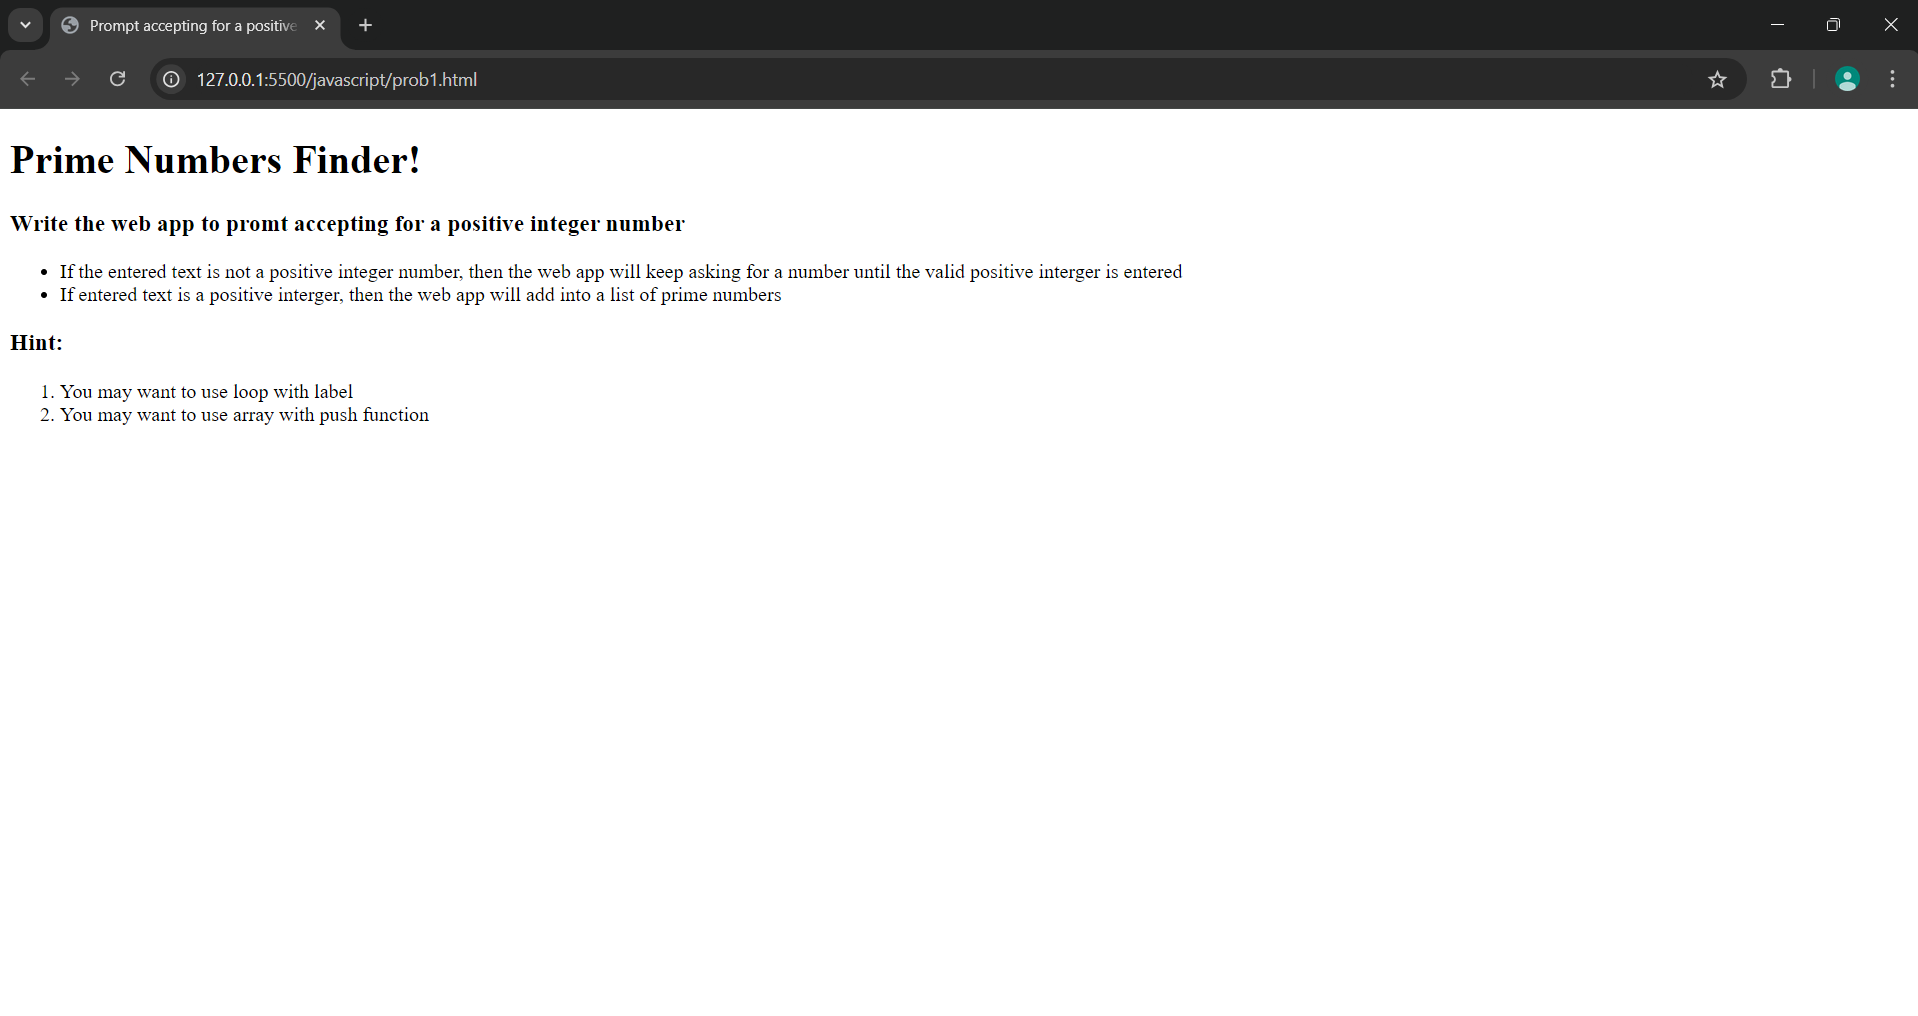 Prompt accepting for a positive
127.0.0.1:5500/javascript/prob1.html
Prime Numbers Finder!
Write the web app to promt accepting for a positive integer number
• If the entered text is not a positive integer number, then the web app will keep asking for a number until the valid positive interger is entered
• If entered text is a positive interger, then the web app will add into a list of prime numbers
Hint:
1. You may want to use loop with label
2. You may want to use array with push function